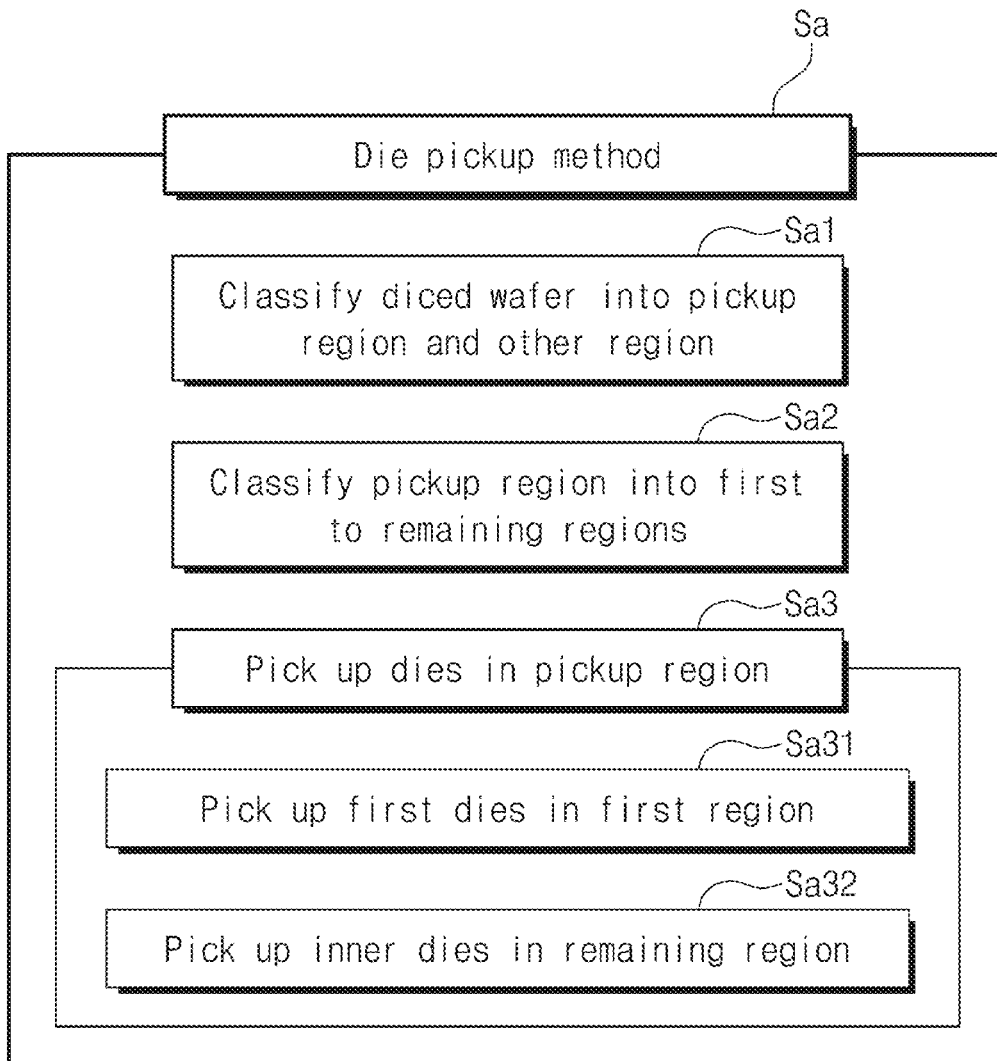 Sa
Die pickup method
Sa1
Classify diced wafer into pickup
region and other region
Sa2
Classify pickup region into first
to remaining regions
Sa3
Pick up dies in pickup region
Sa31
Pick up first dies in first region
Sa32
Pick up inner dies in remaining region